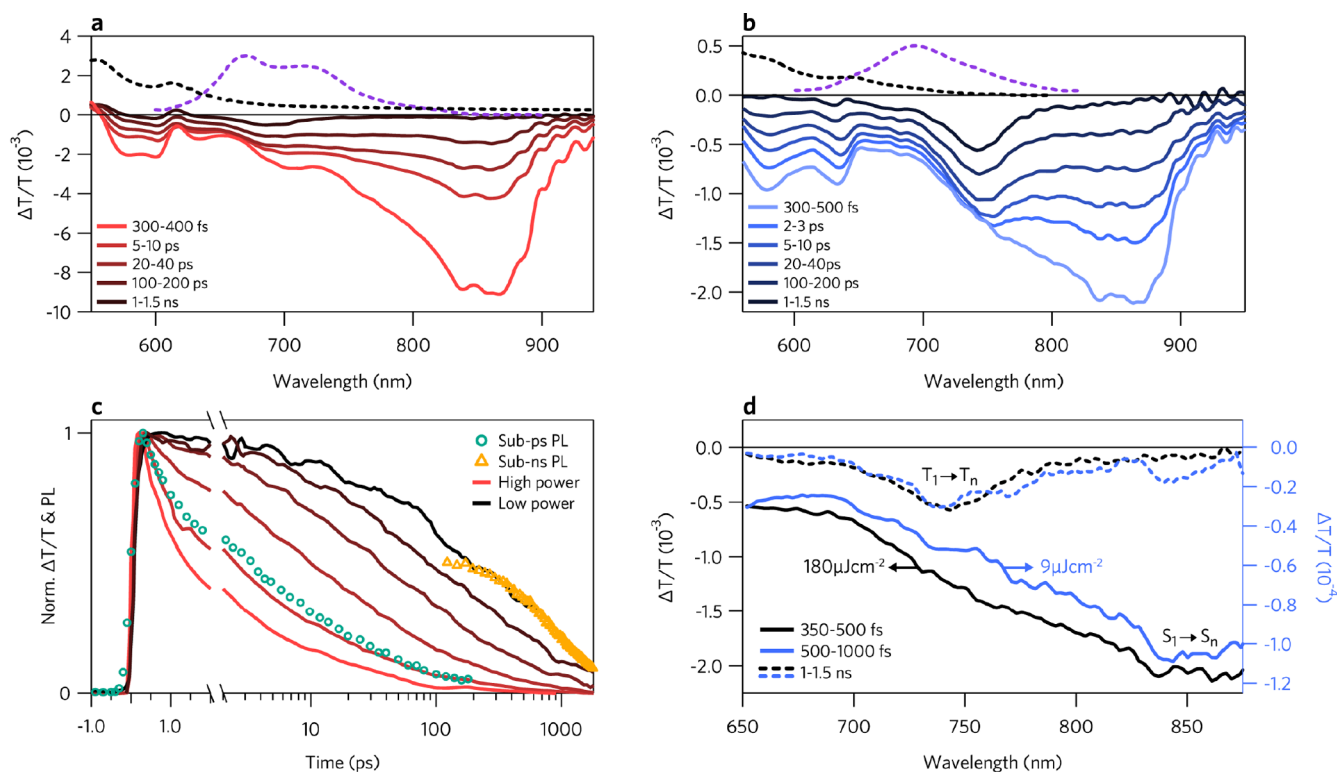 a
4
2
0
-2
-4
-6
-8
-10
ΔT/T (10-3)
300-400 fs
5-10 ps
20-40 ps
100-200 ps
1-1.5 ns
600
700
800
900
Wavelength (nm)
b
0.5
0.0
-0.5
-1.0
-1.5
-2.0
ΔT/T (10-3)
300-500 fs
2-3 ps
5-10 ps
20-40ps
100-200 ps
1-1.5 ns
600
700
800
900
Wavelength (nm)
c
1
0
Norm. ΔT/T & PL
Sub-ps PL
Sub-ns PL
High power
Low power
-1.0
1.0
10
100
1000
Time (ps)
d
0.0
-0.5
-1.0
-1.5
-2.0
ΔT/T (10-3)
T1→Tn
180μJcm-2
9μJcm-2
S1→Sn
350-500 fs
500-1000 fs
1-1.5 ns
0.0
-0.2
-0.4
-0.6
-0.8
-1.0
-1.2
ΔT/T (10-4)
650
700
750
800
850
Wavelength (nm)